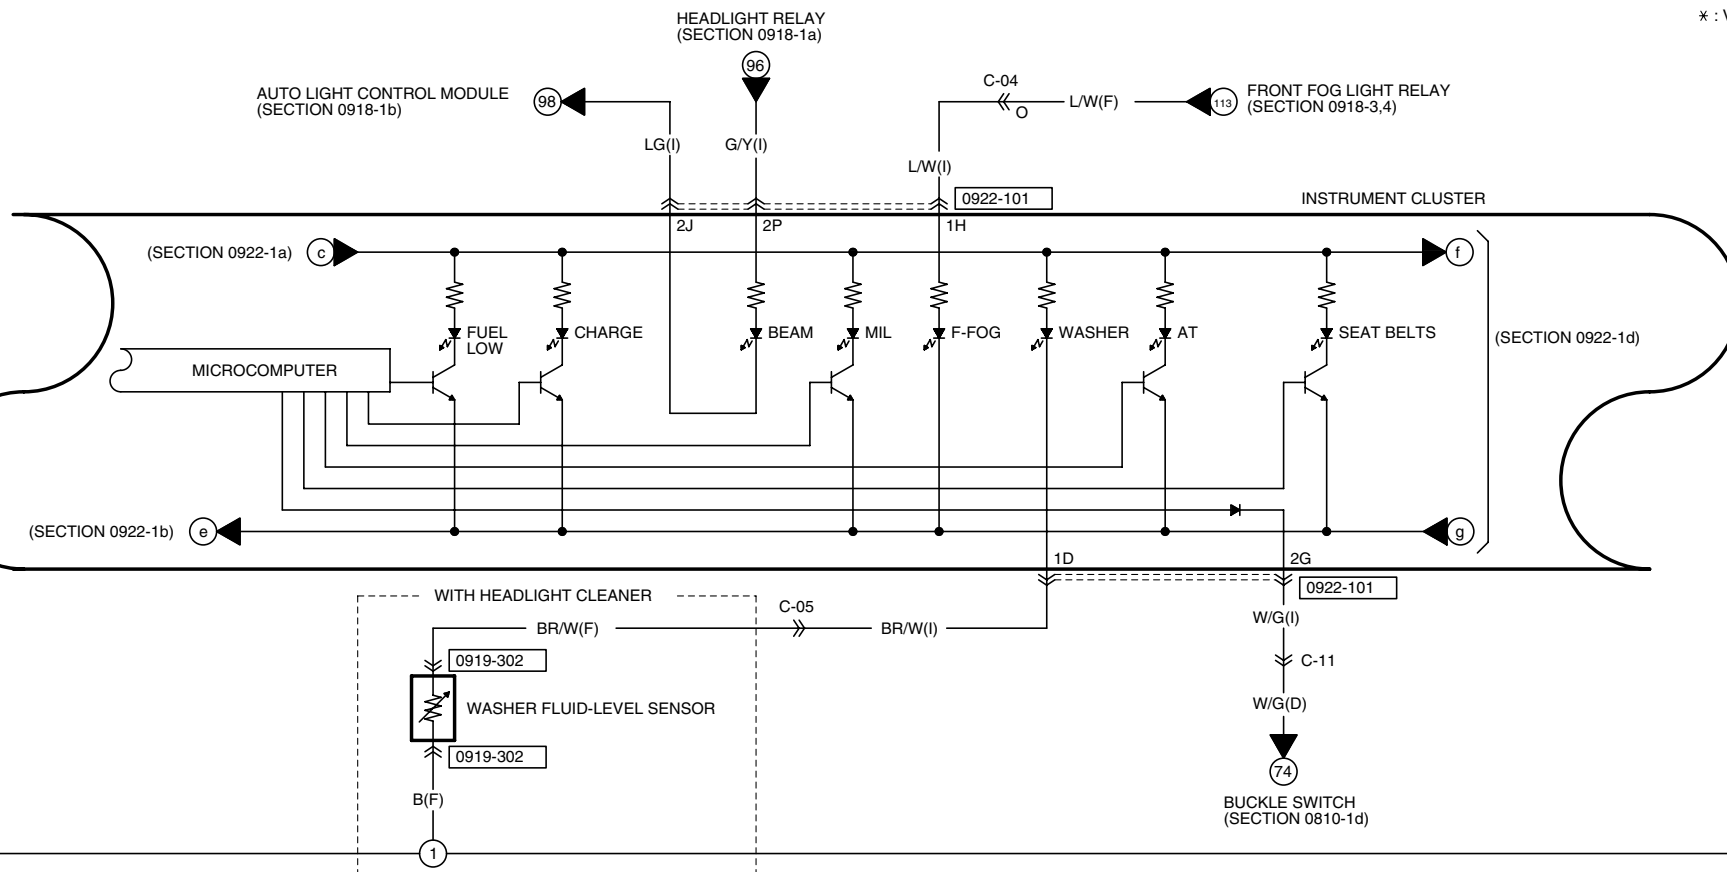 HEADLIGHT RELAY
(SECTION 0918-1a)
* : V
96
AUTO LIGHT CONTROL MODULE
(SECTION 0918-1b)
98
C-04
O
L/W(F)
113
FRONT FOG LIGHT RELAY
(SECTION 0918-3,4)
LG(I)
G/Y(I)
L/W(I)
0922-101
INSTRUMENT CLUSTER
2J
2P
1H
(SECTION 0922-1a)
c
f
FUEL
LOW
CHARGE
BEAM
MIL
F-FOG
WASHER
AT
SEAT BELTS
(SECTION 0922-1d)
MICROCOMPUTER
(SECTION 0922-1b)
e
g
1D
2G
0922-101
WITH HEADLIGHT CLEANER
C-05
BR/W(F)
BR/W(I)
W/G(I)
0919-302
C-11
WASHER FLUID-LEVEL SENSOR
W/G(D)
0919-302
74
B(F)
BUCKLE SWITCH
(SECTION 0810-1d)
1